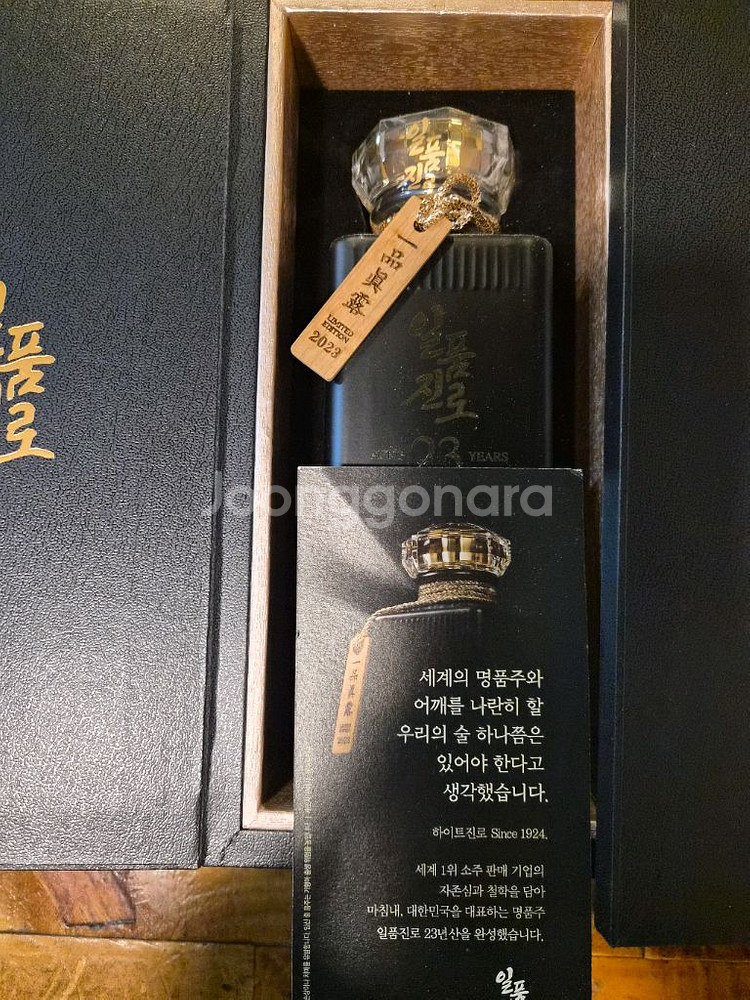 일품
진로
一品眞露
LIMITED
EDITION
2023
일품
진로
AGED 23 YEARS
품
로
Joonggonara
세계의 명품주와
어깨를 나란히 할
우리의 술 하나쯤은
있어야 한다고
생각했습니다.
하이트진로 Since 1924.
세계 1위 소주 판매 기업의
자존심과 철학을 담아
마침내, 대한민국을 대표하는 명품주
일품진로 23년산을 완성했습니다.
일품